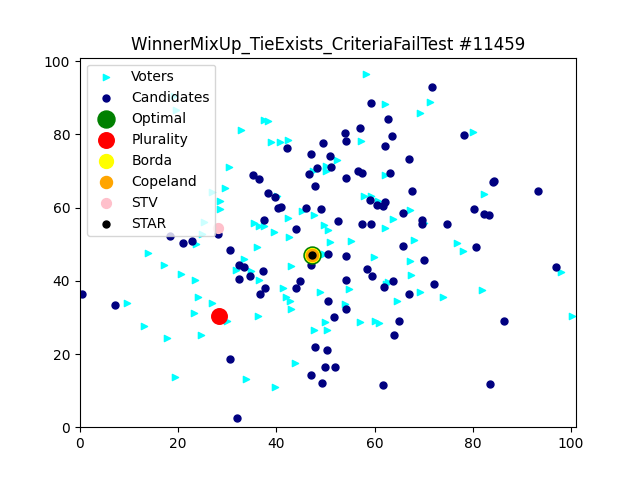 WinnerMixUp_TieExists_CriteriaFailTest #11459
Voters
Candidates
Optimal
Plurality
Borda
Copeland
STV
STAR
100
80
60
40
20
0
0 20 40 60 80 100